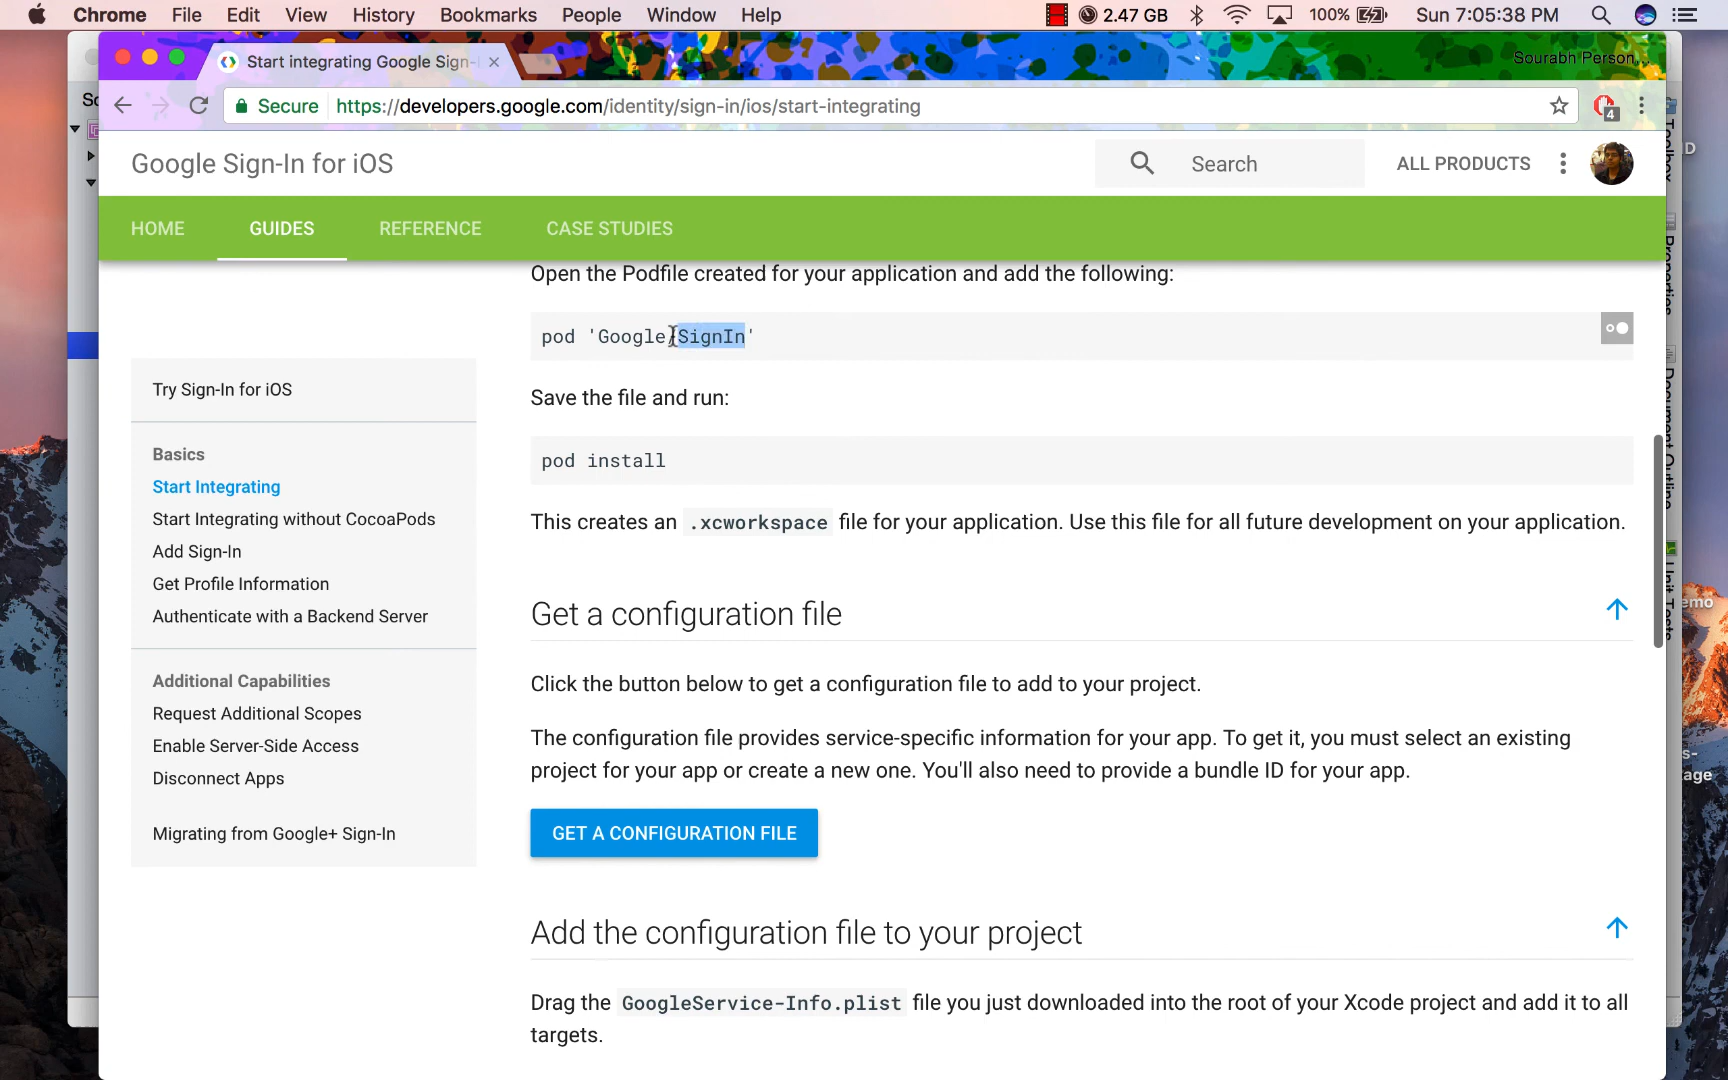 Chrome File Edit View History Bookmarks People Window Help 2.47 GB 100% Sun 7:05:38 PM
Start integrating Google Sign-I
Sourabh Person...
Secure https://developers.google.com/identity/sign-in/ios/start-integrating
4
Google Sign-In for iOS
Search
ALL PRODUCTS
HOME GUIDES REFERENCE CASE STUDIES
Open the Podfile created for your application and add the following:
pod 'Google/SignIn'
Save the file and run:
pod install
This creates an .xcworkspace file for your application. Use this file for all future development on your application.
Get a configuration file
Click the button below to get a configuration file to add to your project.
The configuration file provides service-specific information for your app. To get it, you must select an existing
project for your app or create a new one. You'll also need to provide a bundle ID for your app.
GET A CONFIGURATION FILE
Add the configuration file to your project
Drag the GoogleService-Info.plist file you just downloaded into the root of your Xcode project and add it to all
targets.
Try Sign-In for iOS
Basics
Start Integrating
Start Integrating without CocoaPods
Add Sign-In
Get Profile Information
Authenticate with a Backend Server
Additional Capabilities
Request Additional Scopes
Enable Server-Side Access
Disconnect Apps
Migrating from Google+ Sign-In
Toolbox
Properties
Document Outline
Unit Tests